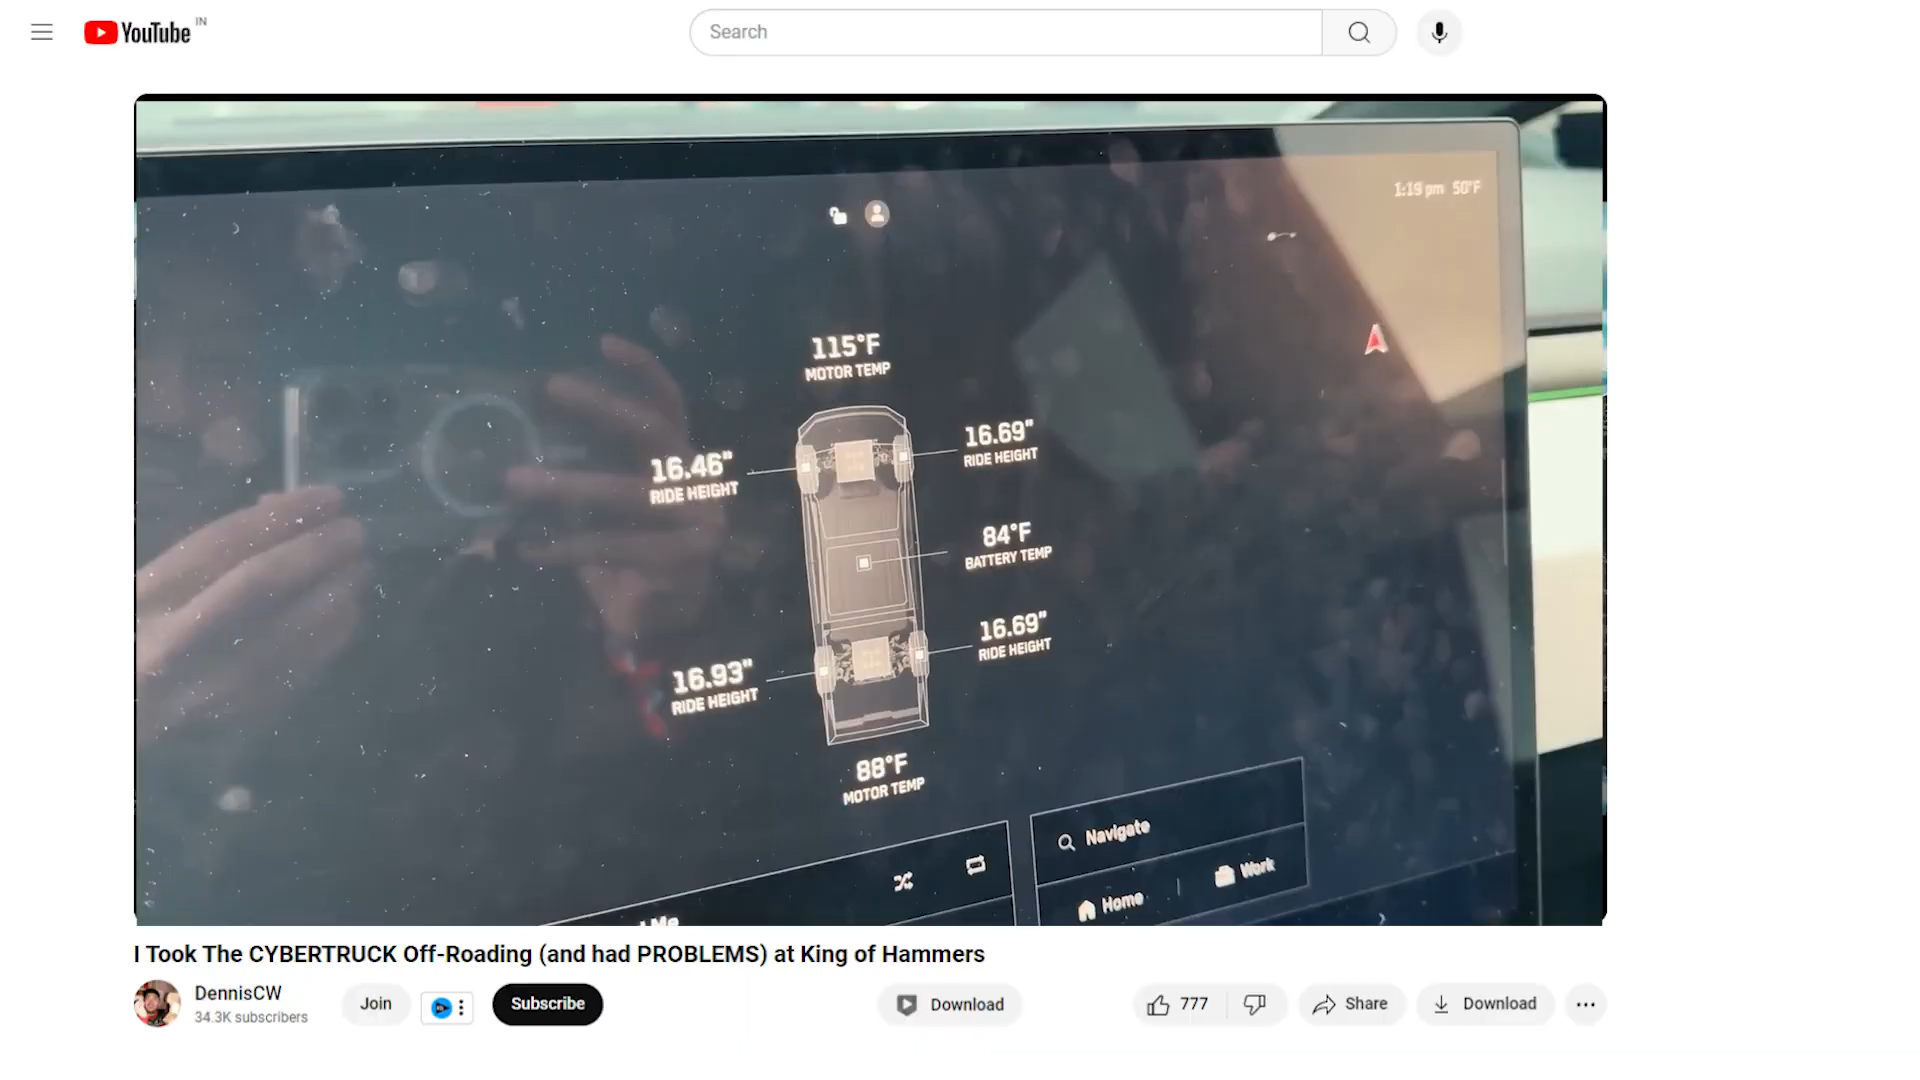 YouTube IN
Search
1:19 pm 50°F
115°F
MOTOR TEMP
16.46"
RIDE HEIGHT
16.69"
RIDE HEIGHT
84°F
BATTERY TEMP
16.93"
RIDE HEIGHT
16.69"
RIDE HEIGHT
88°F
MOTOR TEMP
Navigate
Home
Work
Me
I Took The CYBERTRUCK Off-Roading (and had PROBLEMS) at King of Hammers
DennisCW
34.3K subscribers
Join
Subscribe
Download
777
Share
Download